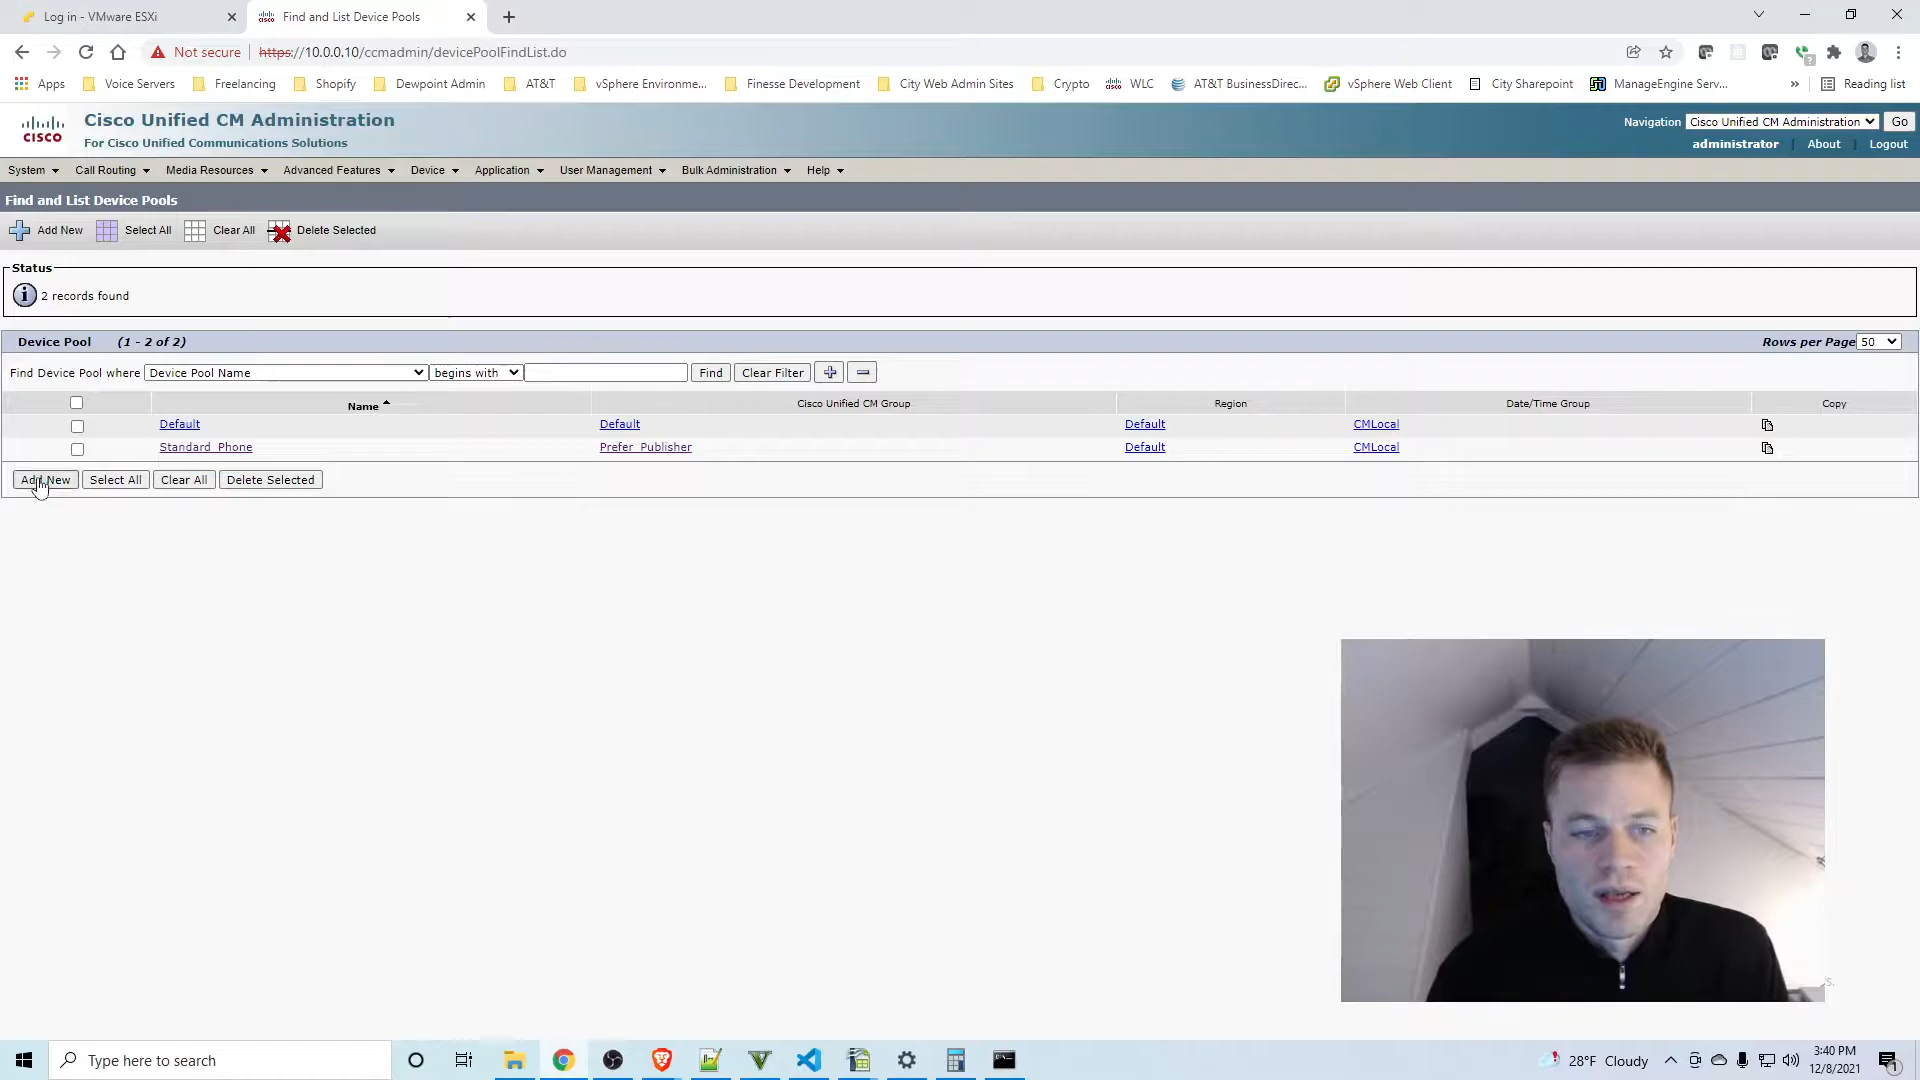 Log in - VMware ESXi
Find and List Device Pools
Not secure
https://10.0.0.10/ccmadmin/devicePoolFindList.do
Apps
Voice Servers
Freelancing
Shopify
Dewpoint Admin
AT&T
vSphere Environme...
Finesse Development
City Web Admin Sites
Crypto
WLC
AT&T BusinessDirec...
vSphere Web Client
City Sharepoint
ManageEngine Serv...
»
Reading list
CISCO
Cisco Unified CM Administration
For Cisco Unified Communications Solutions
Navigation Cisco Unified CM Administration Go
administrator | About | Logout
System Call Routing Media Resources Advanced Features Device Application User Management Bulk Administration Help
Find and List Device Pools
Add New Select All Clear All Delete Selected
Status
2 records found
Device Pool (1 - 2 of 2) Rows per Page 50
Find Device Pool where Device Pool Name begins with Find Clear Filter
Name Cisco Unified CM Group Region Date/Time Group Copy
Default Default Default CMLocal
Standard_Phone Prefer_Publisher Default CMLocal
Add New Select All Clear All Delete Selected
Type here to search
28°F Cloudy
3:40 PM
12/8/2021
1